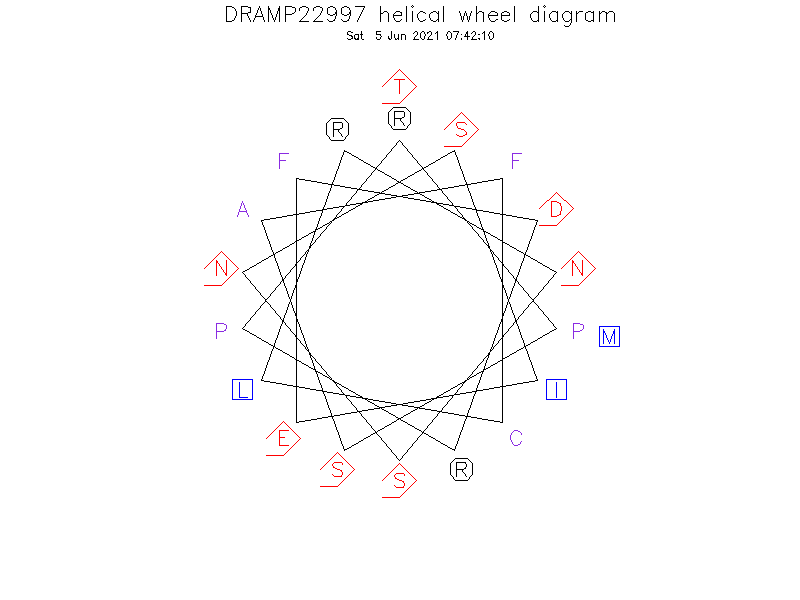 DRAMP22997 helical wheel diagram
Sat 5 Jun 2021 07:42:10
T
R R S
F F
A D
N N
P P M
L I
E C
S S R